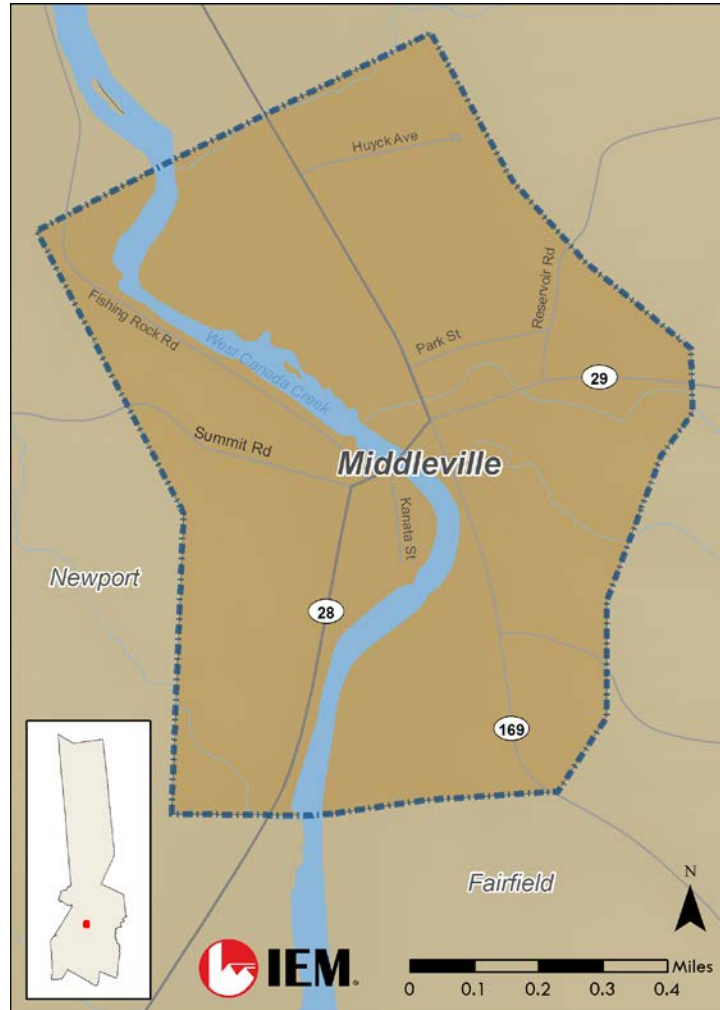 Huyck Ave
Reservoir Rd
Fishing Rock Rd
Park St
West Canada Creek
29
Summit Rd
Middleville
Kanata St
Newport
28
169
Fairfield
N
IEM®
Miles
0 0.1 0.2 0.3 0.4